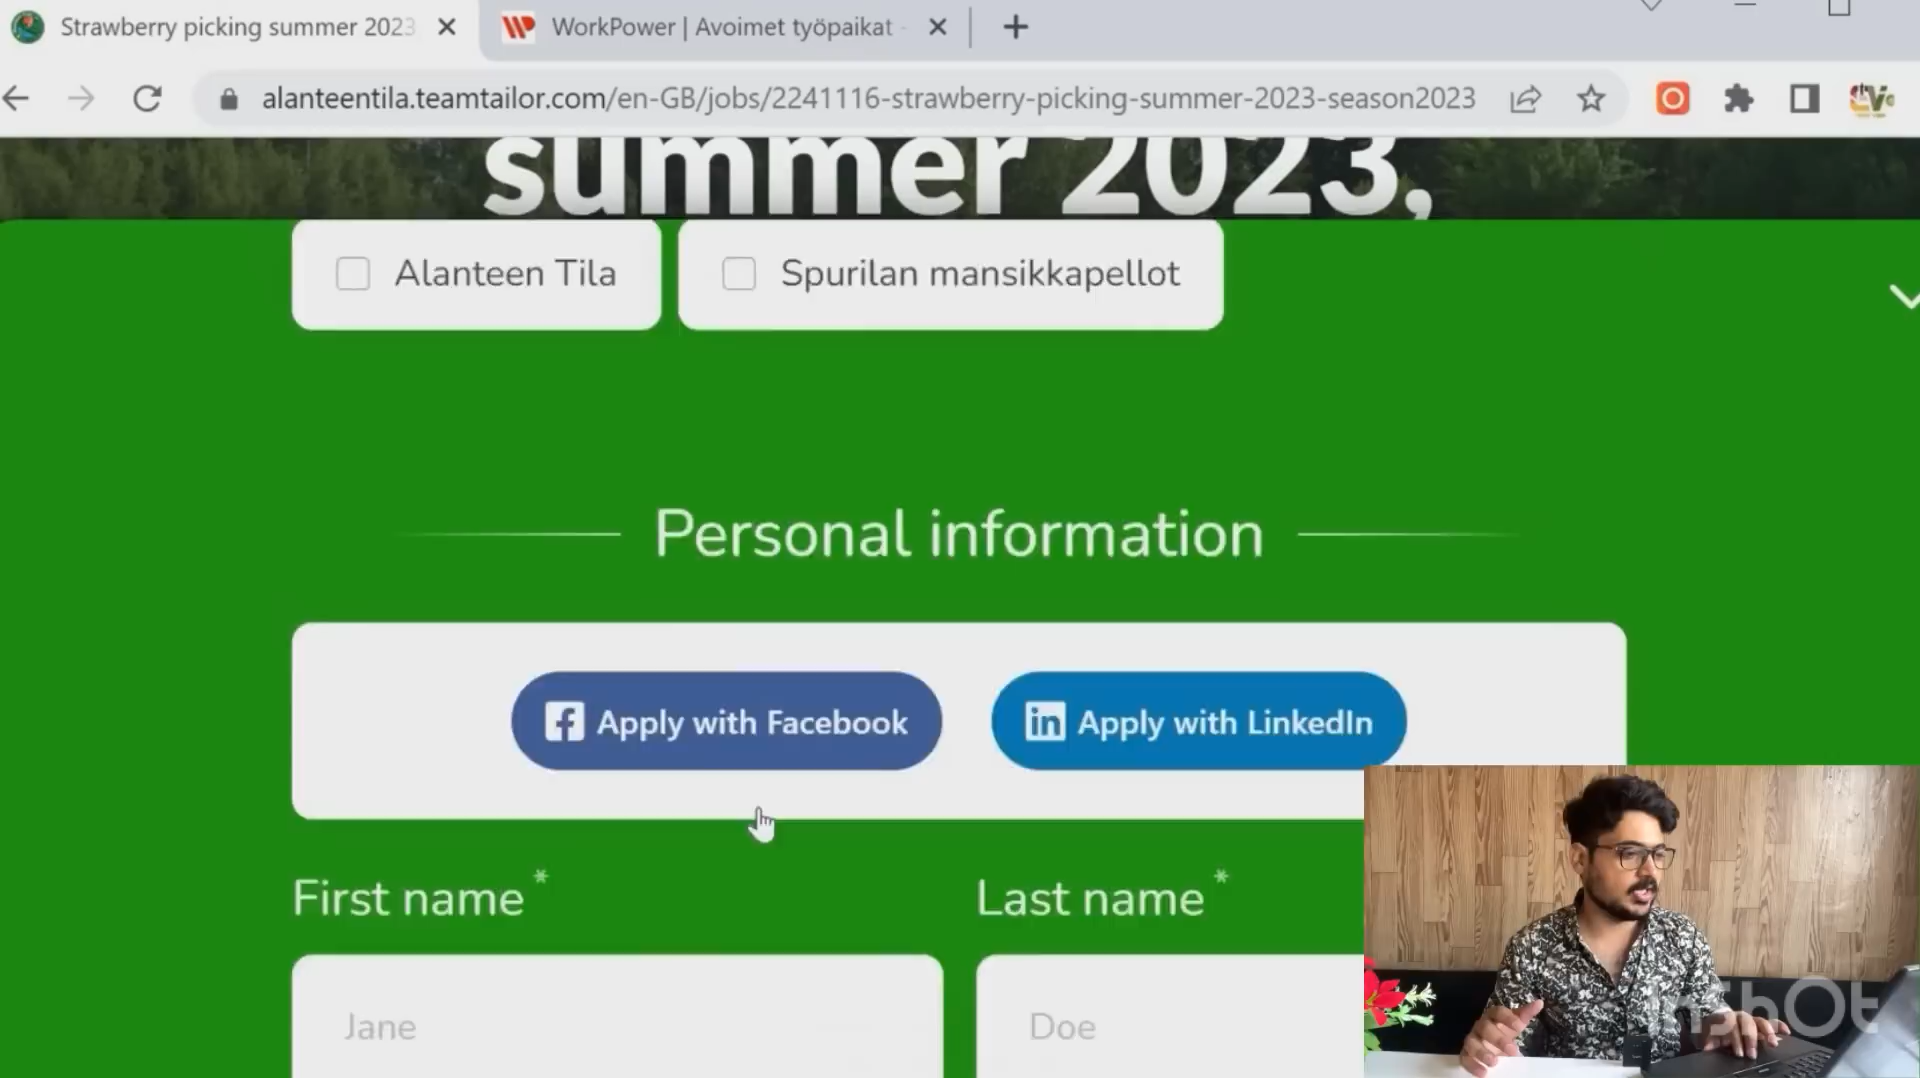 Strawberry picking summer 2023
WorkPower | Avoimet työpaikat -
alanteentila.teamtailor.com/en-GB/jobs/2241116-strawberry-picking-summer-2023-season2023
summer 2023,
Alanteen Tila
Spurilan mansikkapellot
Personal information
Apply with Facebook
Apply with LinkedIn
First name *
Last name *
Jane
Doe
InShOt